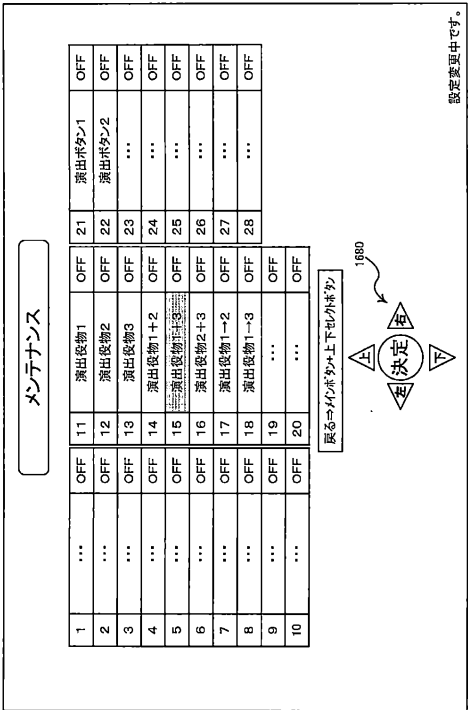 メンテナンス
1 ... OFF 11 演出役物1 OFF 21 演出ボタン1 OFF
2 ... OFF 12 演出役物2 OFF 22 演出ボタン2 OFF
3 ... OFF 13 演出役物3 OFF 23 ... OFF
4 ... OFF 14 演出役物1+2 OFF 24 ... OFF
5 ... OFF 15 演出役物1+3 OFF 25 ... OFF
6 ... OFF 16 演出役物2+3 OFF 26 ... OFF
7 ... OFF 17 演出役物1→2 OFF 27 ... OFF
8 ... OFF 18 演出役物1→3 OFF 28 ... OFF
9 ... OFF 19 ... OFF
10 ... OFF 20 ... OFF
戻る⇒メインボタン+上下セレクトボタン
1680
上
左 決定 右
下
設定変更中です。